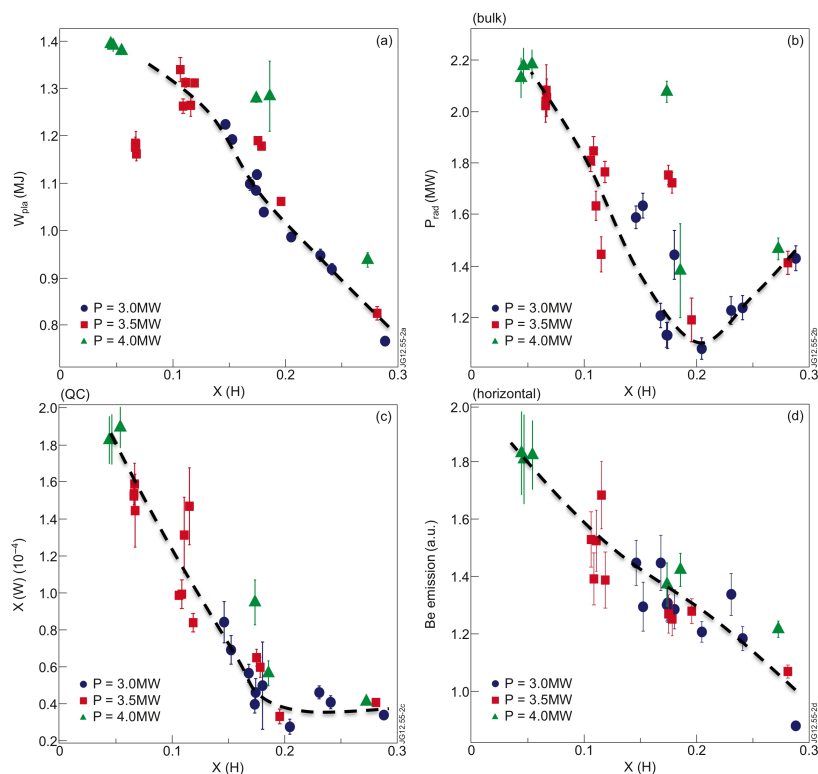 (bulk)
1.4
1.3
1.2
1.1
1.0
0.9
0.8
W_pla (MJ)
(a)
P = 3.0MW
P = 3.5MW
P = 4.0MW
JG12.55-2a
0 0.1 0.2 0.3
X (H)
2.2
2.0
1.8
1.6
1.4
1.2
P_rad (MW)
(b)
P = 3.0MW
P = 3.5MW
P = 4.0MW
JG12.55-2b
0 0.1 0.2 0.3
X (H)
(QC)
2.0
1.8
1.6
1.4
1.2
1.0
0.8
0.6
0.4
0.2
X (W) (10⁻⁴)
(c)
P = 3.0MW
P = 3.5MW
P = 4.0MW
JG12.55-2c
0 0.1 0.2 0.3
X (H)
(horizontal)
2.0
1.8
1.6
1.4
1.2
1.0
Be emission (a.u.)
(d)
P = 3.0MW
P = 3.5MW
P = 4.0MW
JG12.55-2d
0 0.1 0.2 0.3
X (H)